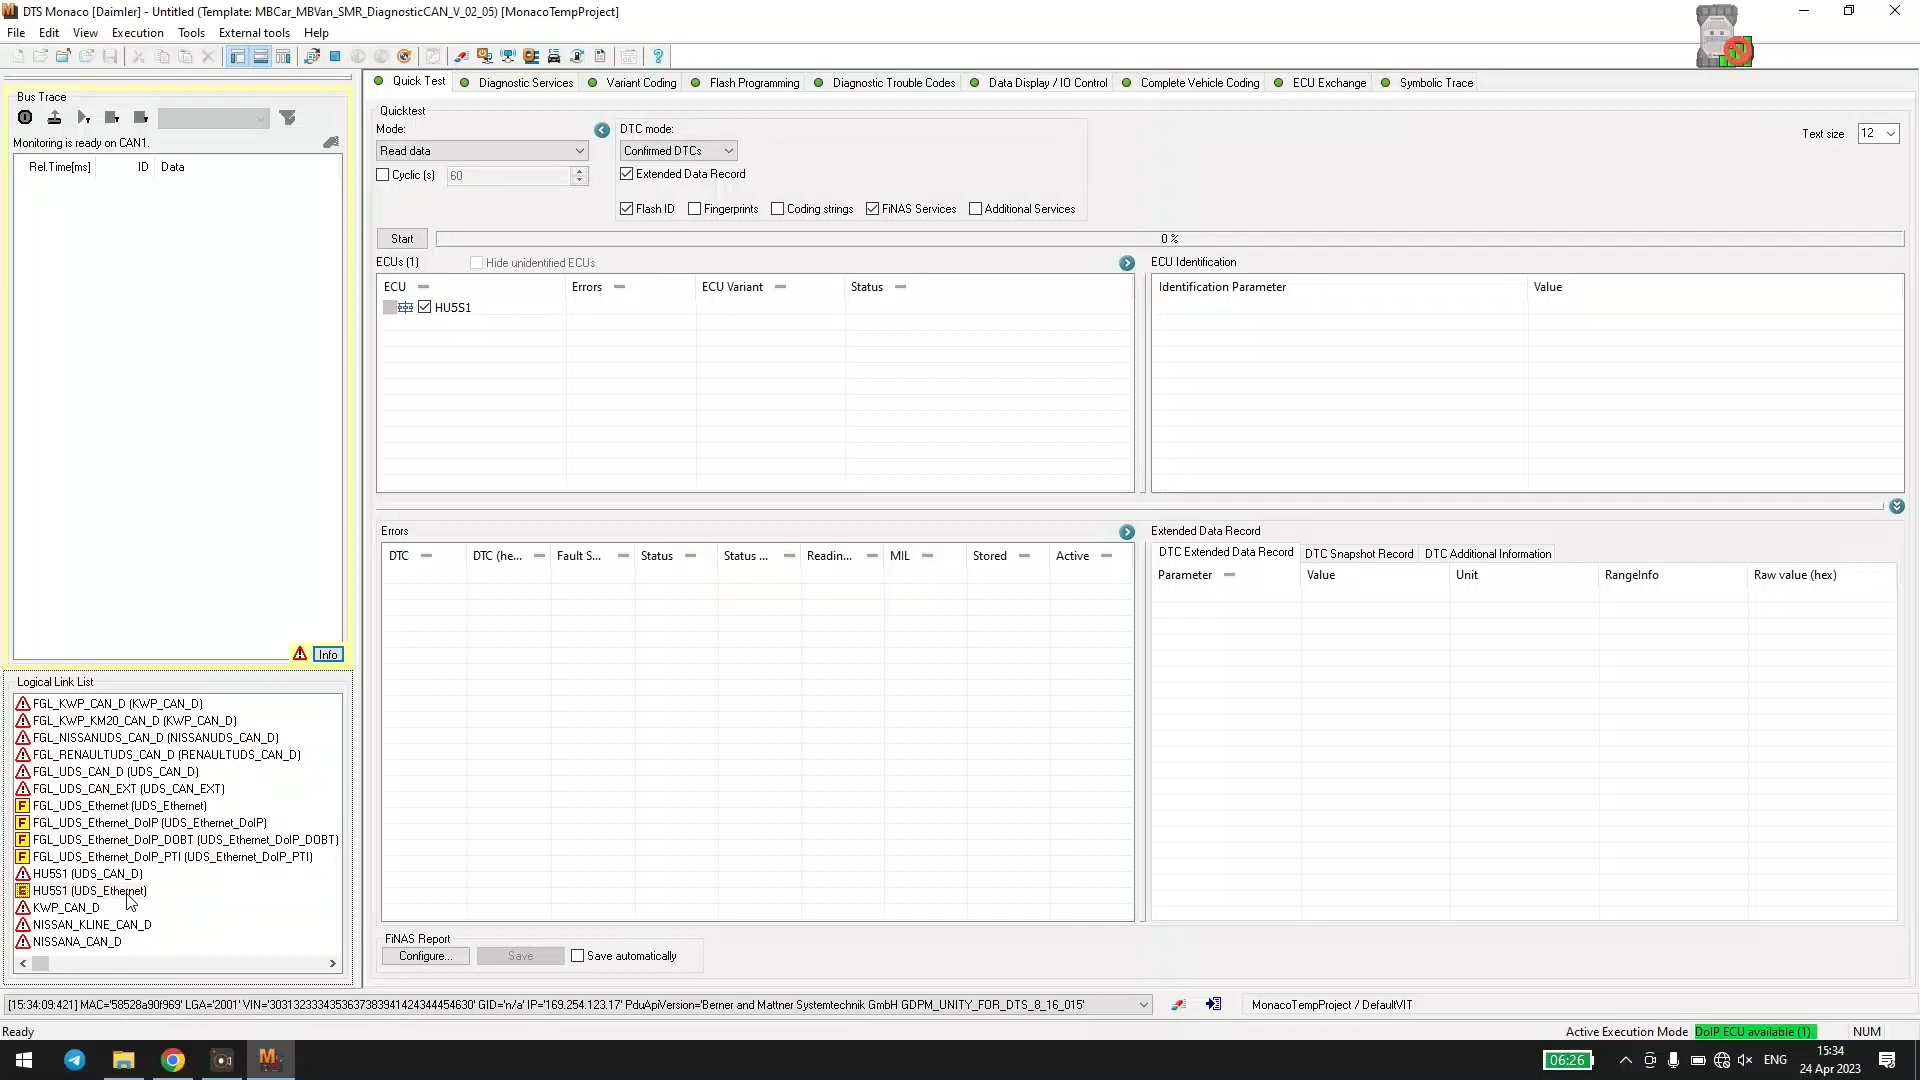 DTS Monaco [Daimler] - Untitled (Template: MBCar_MBVan_SMR_DiagnosticCAN_V_02_05) [MonacoTempProject]
File Edit View Execution Tools External tools Help
Quick Test Diagnostic Services Variant Coding Flash Programming Diagnostic Trouble Codes Data Display / IO Control Complete Vehicle Coding ECU Exchange Symbolic Trace
Bus Trace
Monitoring is ready on CAN1.
Rel.Time[ms] ID Data
Info
Logical Link List
FGL_KWP_CAN_D (KWP_CAN_D)
FGL_KWP_KM20_CAN_D (KWP_CAN_D)
FGL_NISSANUDS_CAN_D (NISSANUDS_CAN_D)
FGL_RENAULTUDS_CAN_D (RENAULTUDS_CAN_D)
FGL_UDS_CAN_D (UDS_CAN_D)
FGL_UDS_CAN_EXT (UDS_CAN_EXT)
F FGL_UDS_Ethernet (UDS_Ethernet)
F FGL_UDS_Ethernet_DoIP (UDS_Ethernet_DoIP)
F FGL_UDS_Ethernet_DoIP_DOBT (UDS_Ethernet_DoIP_DOBT)
F FGL_UDS_Ethernet_DoIP_PTI (UDS_Ethernet_DoIP_PTI)
HU5S1 (UDS_CAN_D)
E HU5S1 (UDS_Ethernet)
KWP_CAN_D
NISSAN_KLINE_CAN_D
NISSANA_CAN_D
Quicktest
Mode: DTC mode:
Text size 12
Read data Confirmed DTCs
Cyclic (s) 60 Extended Data Record
Flash ID Fingerprints Coding strings FiNAS Services Additional Services
Start 0 %
ECUs (1) Hide unidentified ECUs ECU Identification
ECU Errors ECU Variant Status Identification Parameter Value
HU5S1
Errors Extended Data Record
DTC Extended Data Record DTC Snapshot Record DTC Additional Information
DTC DTC (he... Fault S... Status Status ... Readin... MIL Stored Active
Parameter Value Unit RangeInfo Raw value (hex)
FiNAS Report
Configure... Save Save automatically
[15:34:09:421] MAC='58528a90f969' LGA='2001' VIN='3031323334353637383941424344454630' GID='n/a' IP='169.254.123.17' PduApiVersion='Berner and Mattner Systemtechnik GmbH GDPM_UNITY_FOR_DTS_8_16_015' MonacoTempProject / DefaultVIT
Ready Active Execution Mode DoIP ECU available (1) NUM
06:26 ENG 15:34
24 Apr 2023